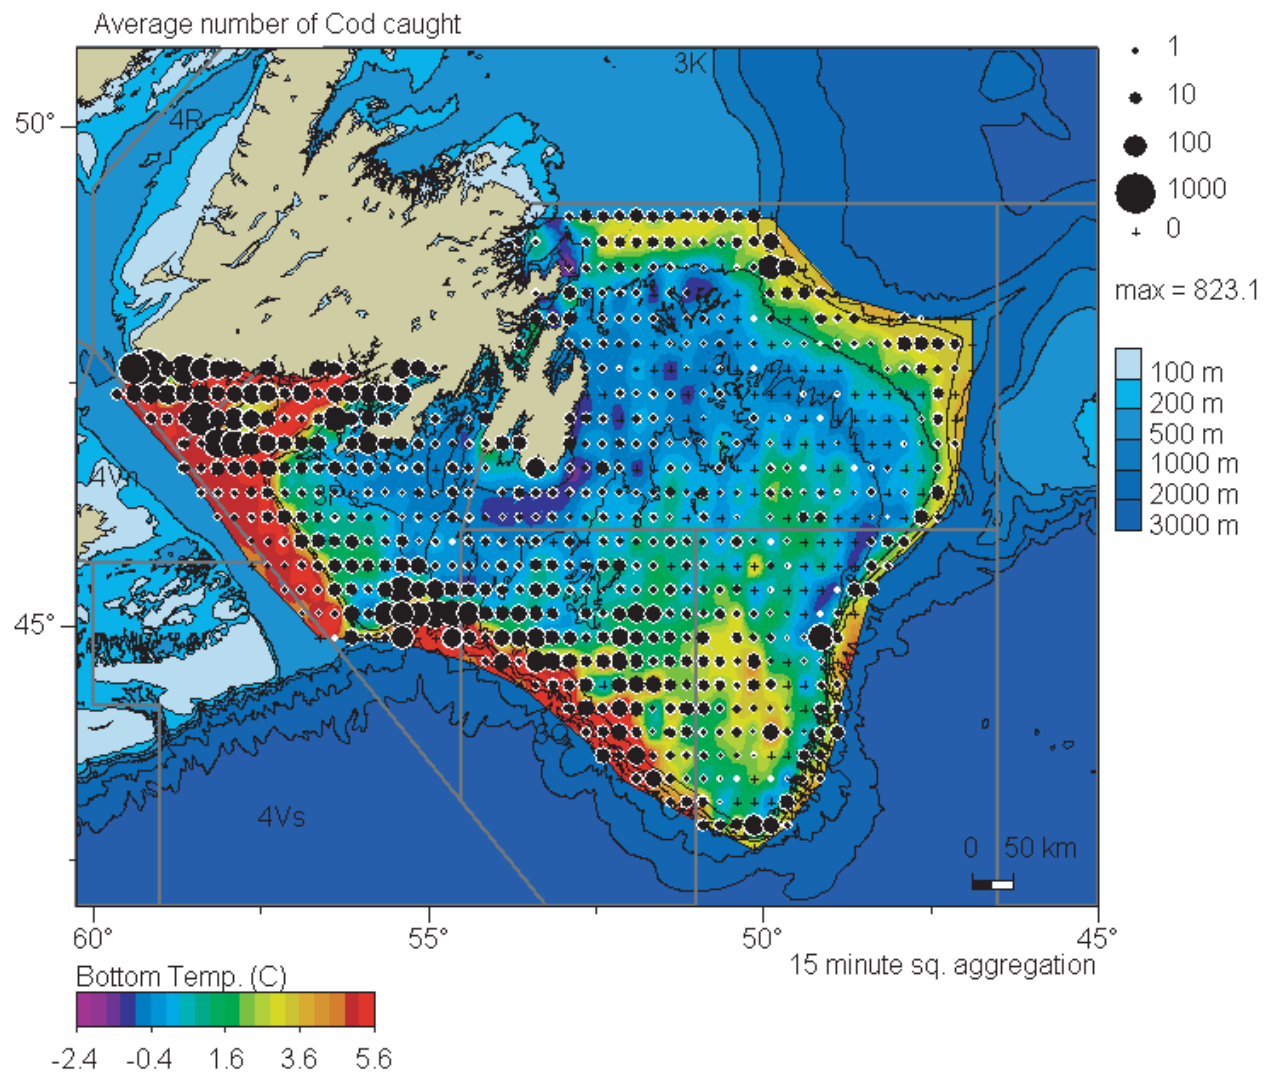 Average number of Cod caught
1
10
100
1000
0
max = 823.1
100 m
200 m
500 m
1000 m
2000 m
3000 m
3K
4R
50°
4Vn
45°
4Vs
0 50 km
60° 55° 50° 45°
15 minute sq. aggregation
Bottom Temp. (C)
-2.4 -0.4 1.6 3.6 5.6